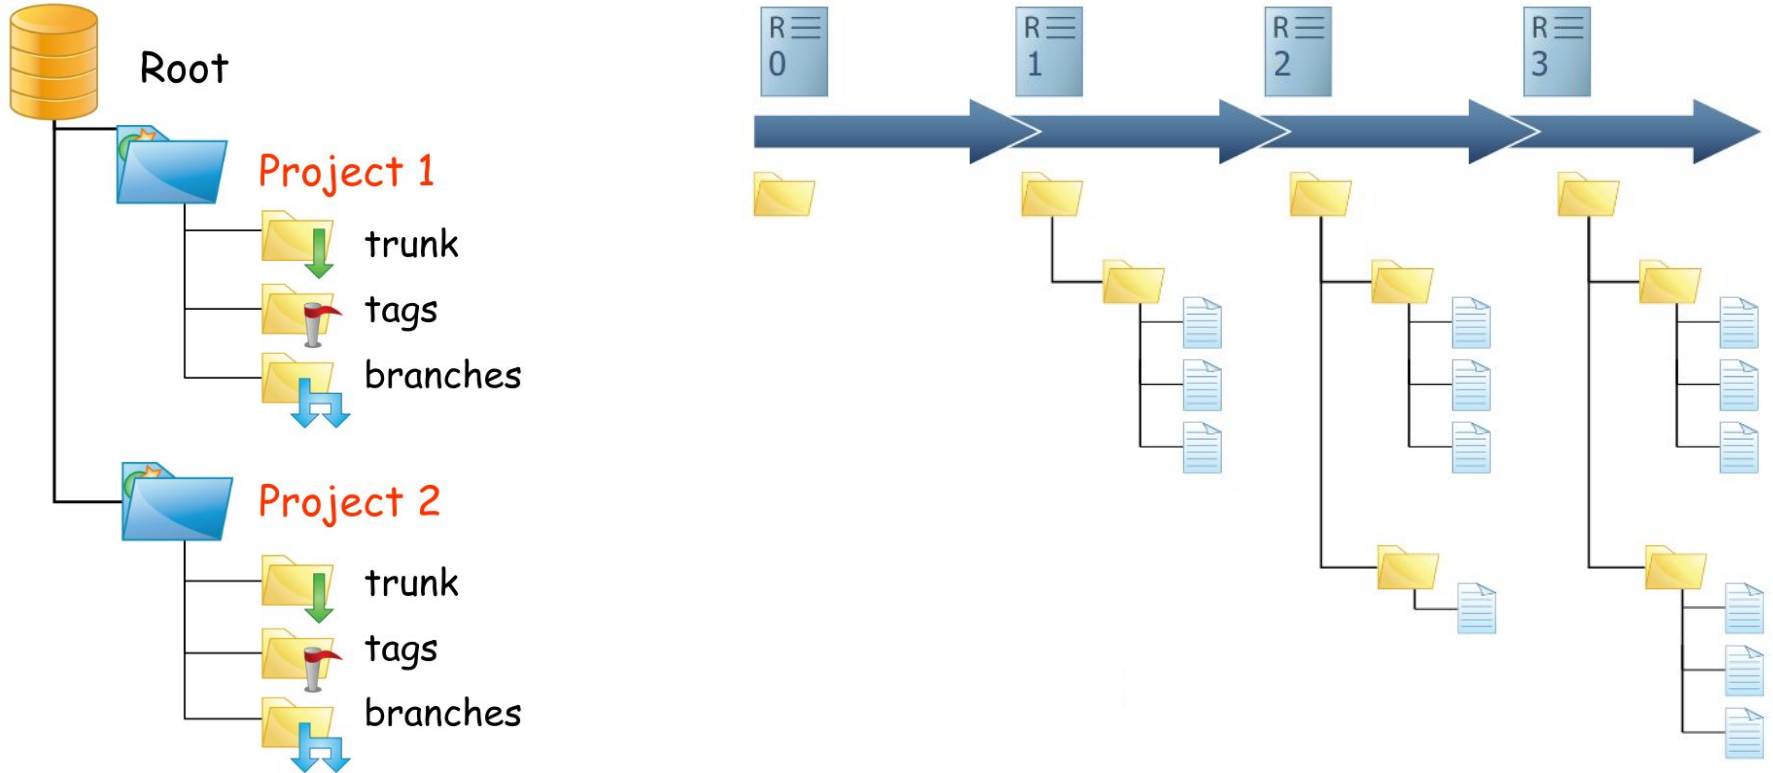 Root
Project 1
trunk
tags
branches
Project 2
trunk
tags
branches
R
0
R
1
R
2
R
3